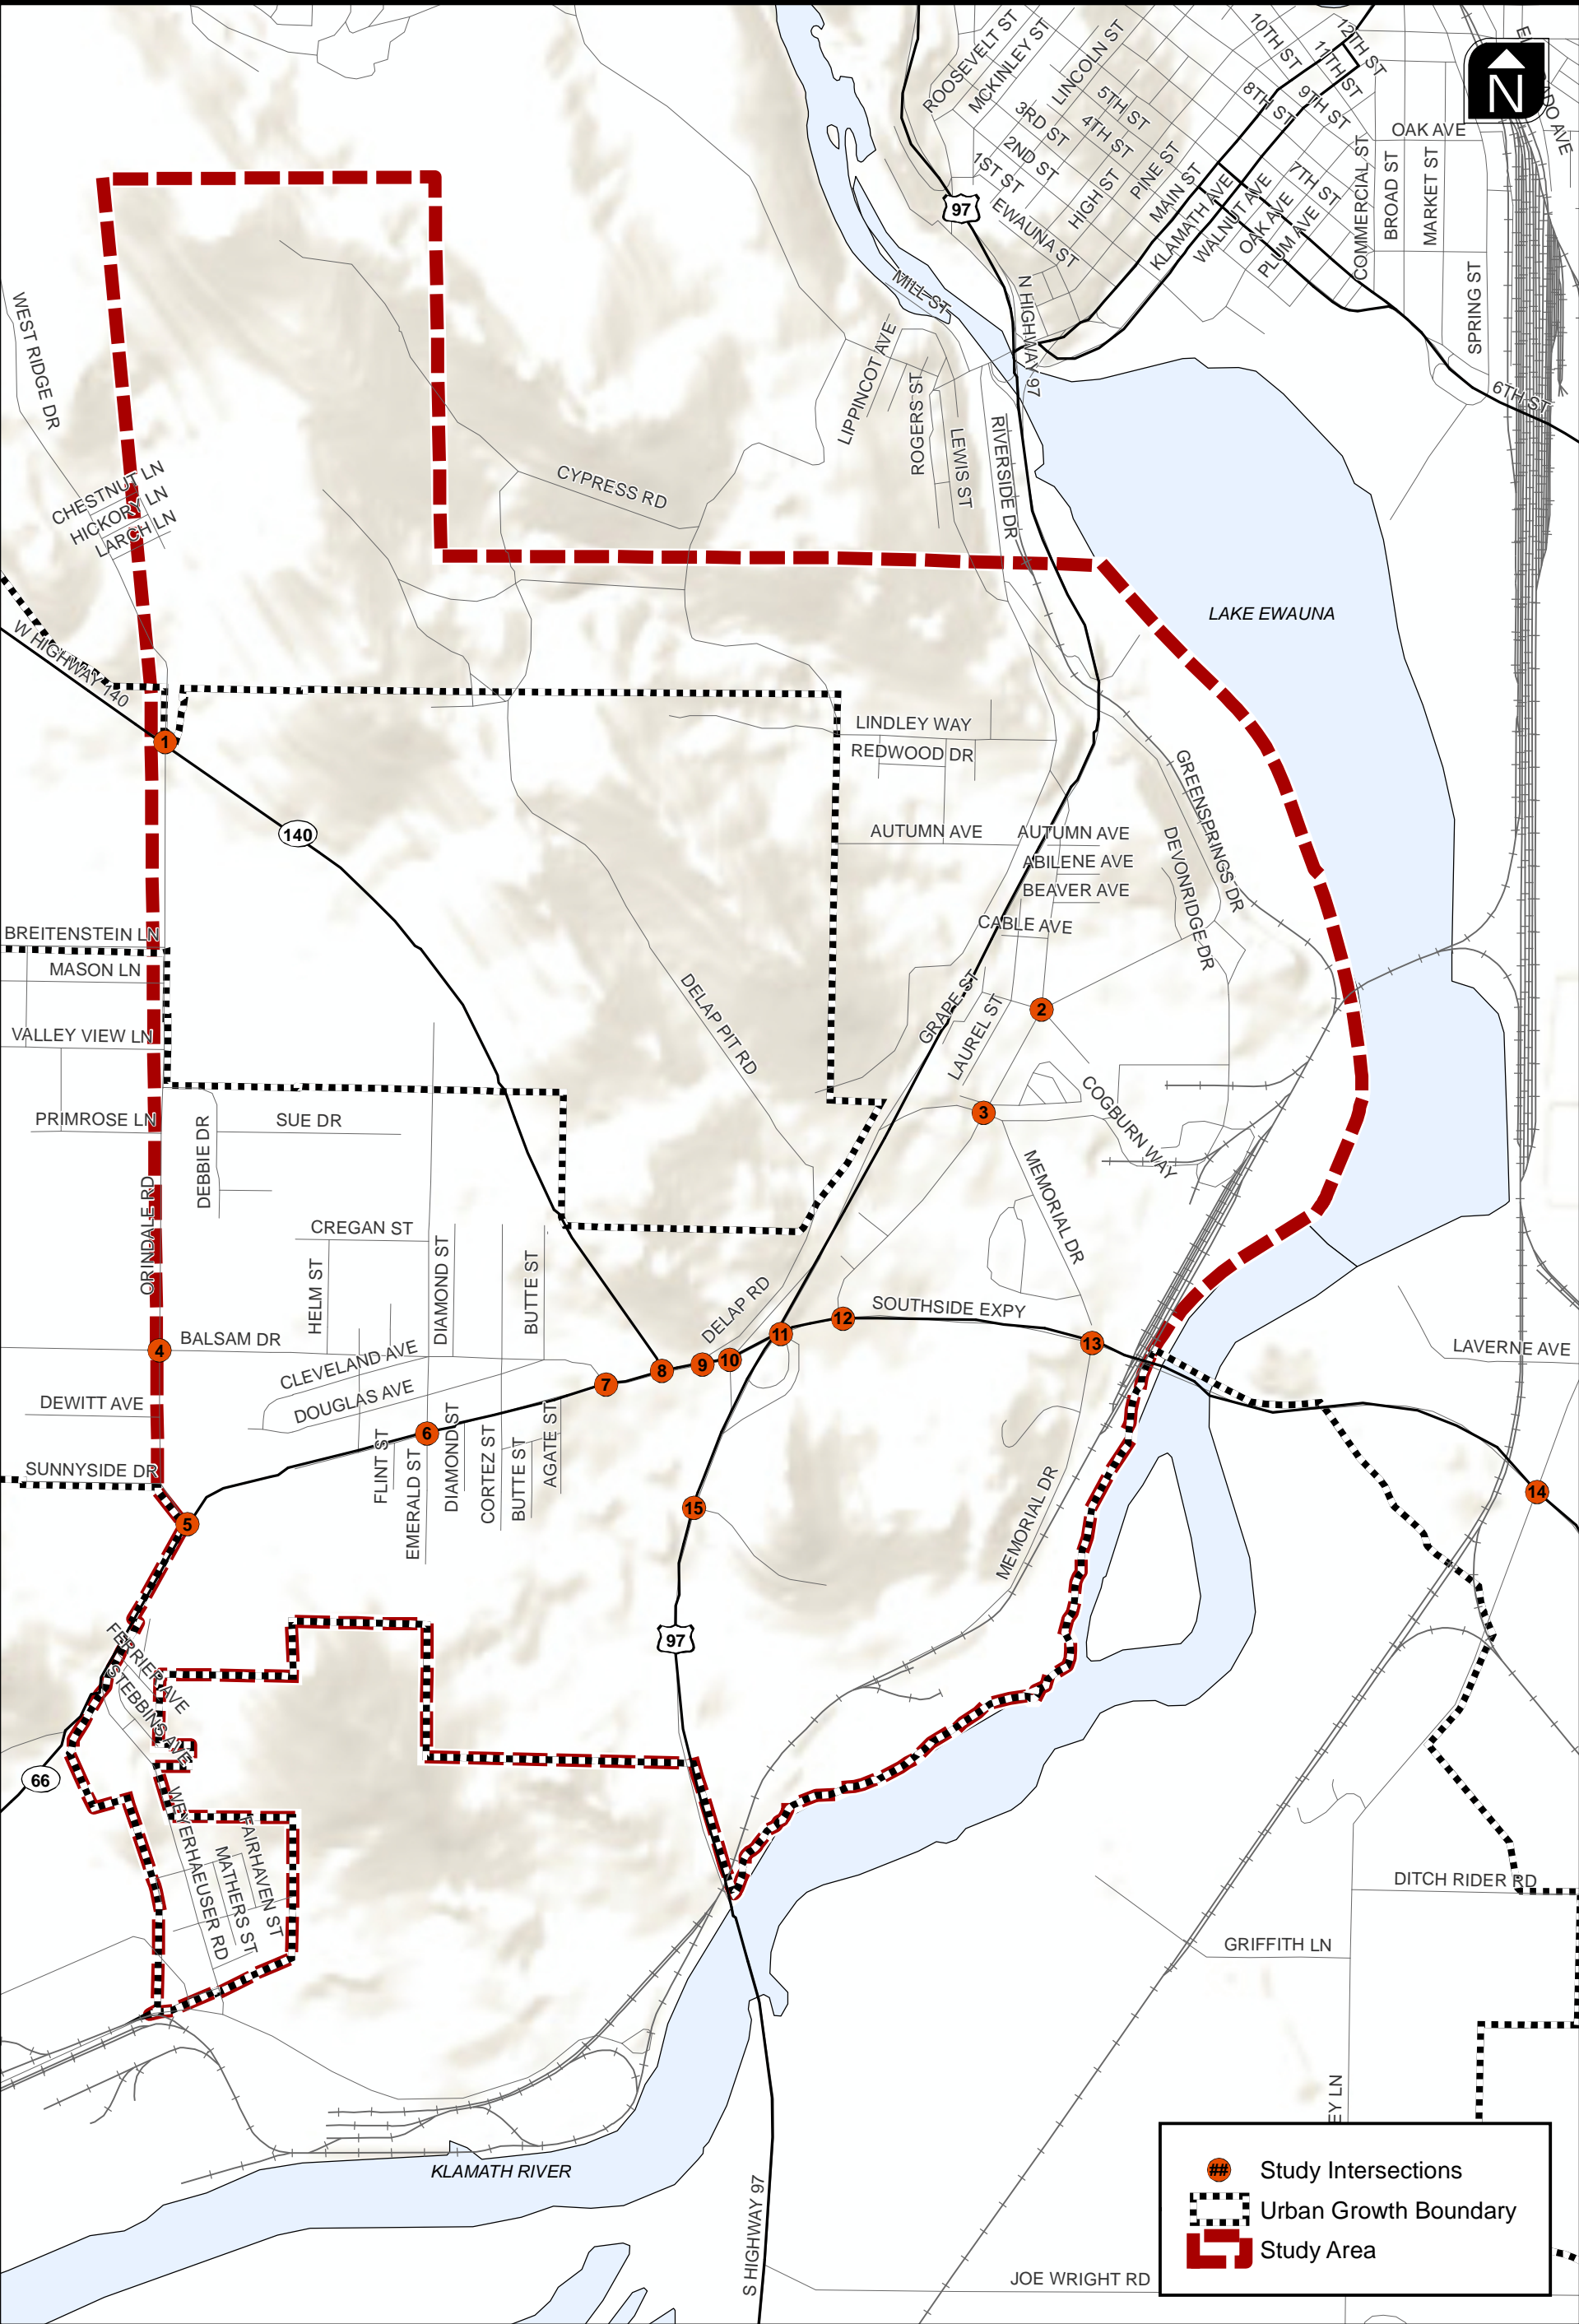 ROOSEVELT ST
MCKINLEY ST
LINCOLN ST
10TH ST
12TH ST
11TH ST
N
5TH ST
8TH ST
9TH ST
3RD ST
4TH ST
OAK AVE
2ND ST
1ST ST
HIGH ST
PINE ST
MAIN ST
7TH ST
COMMERCIAL ST
BROAD ST
MARKET ST
97
EWAUNA ST
KLAMATH AVE
WALNUT AVE
OAK AVE
PLUM AVE
MILL ST
N HIGHWAY 97
SPRING ST
6TH ST
WEST RIDGE DR
LIPPINCOT AVE
ROGERS ST
LEWIS ST
RIVERSIDE DR
CHESTNUT LN
HICKORY LN
LARCH LN
CYPRESS RD
LAKE EWAUNA
W HIGHWAY 140
1
LINDLEY WAY
REDWOOD DR
GREENSPRINGS DR
140
AUTUMN AVE
AUTUMN AVE
ABILENE AVE
BEAVER AVE
DEVONRIDGE DR
CABLE AVE
BREITENSTEIN LN
MASON LN
VALLEY VIEW LN
DELAP PIT RD
GRAPE ST
LAUREL ST
2
3
COGBURN WAY
PRIMROSE LN
DEBBIE DR
SUE DR
ORINDALE RD
MEMORIAL DR
CREGAN ST
HELM ST
DIAMOND ST
BUTTE ST
DELAP RD
SOUTHSIDE EXPY
4
BALSAM DR
12
11
13
10
9
8
7
LAVERNE AVE
CLEVELAND AVE
DOUGLAS AVE
DEWITT AVE
6
FLINT ST
EMERALD ST
DIAMOND ST
CORTEZ ST
BUTTE ST
AGATE ST
SUNNYSIDE DR
5
15
14
MEMORIAL DR
97
FERRIER AVE
STEBBINS AVE
66
WEYERHAEUSER RD
MATHERS ST
FAIRHAVEN ST
DITCH RIDER RD
GRIFFITH LN
EY LN
KLAMATH RIVER
S HIGHWAY 97
JOE WRIGHT RD
## Study Intersections
Urban Growth Boundary
Study Area